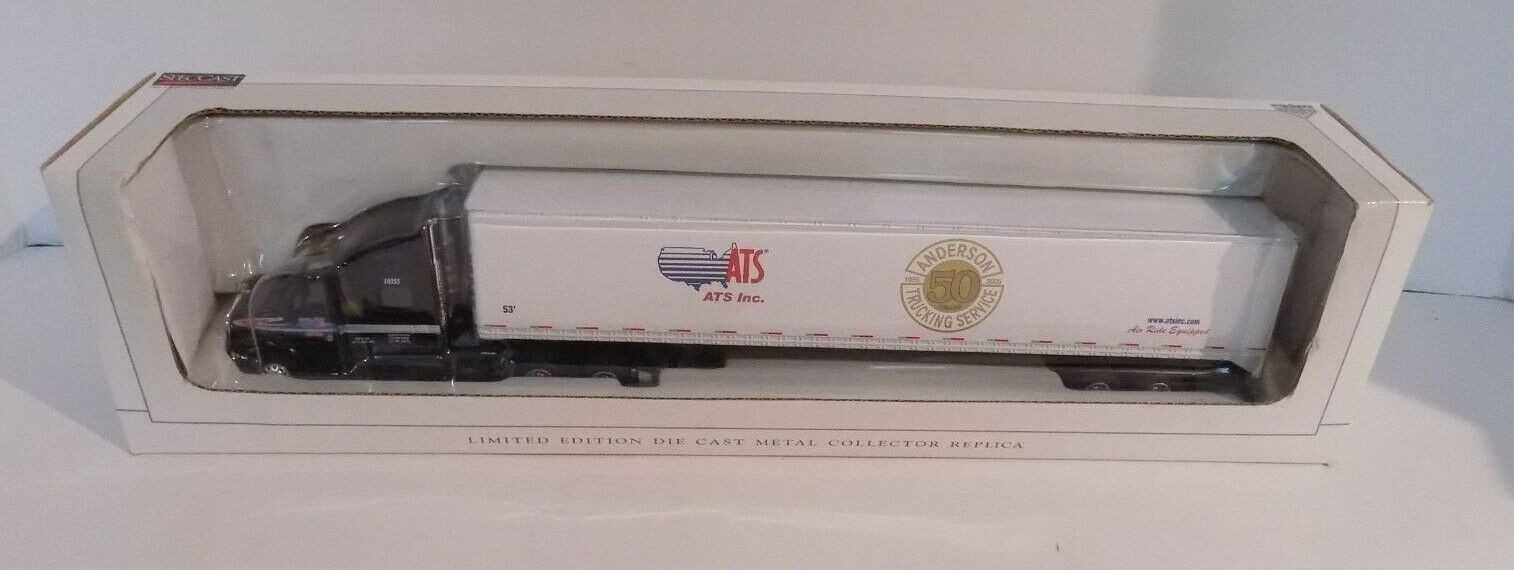 SPECCAST
10355
ATS
ATS Inc.
53'
ANDERSON
50
TRUCKING SERVICE
www.atsinc.com
Air Ride Equipped
LIMITED EDITION DIE CAST METAL COLLECTOR REPLICA